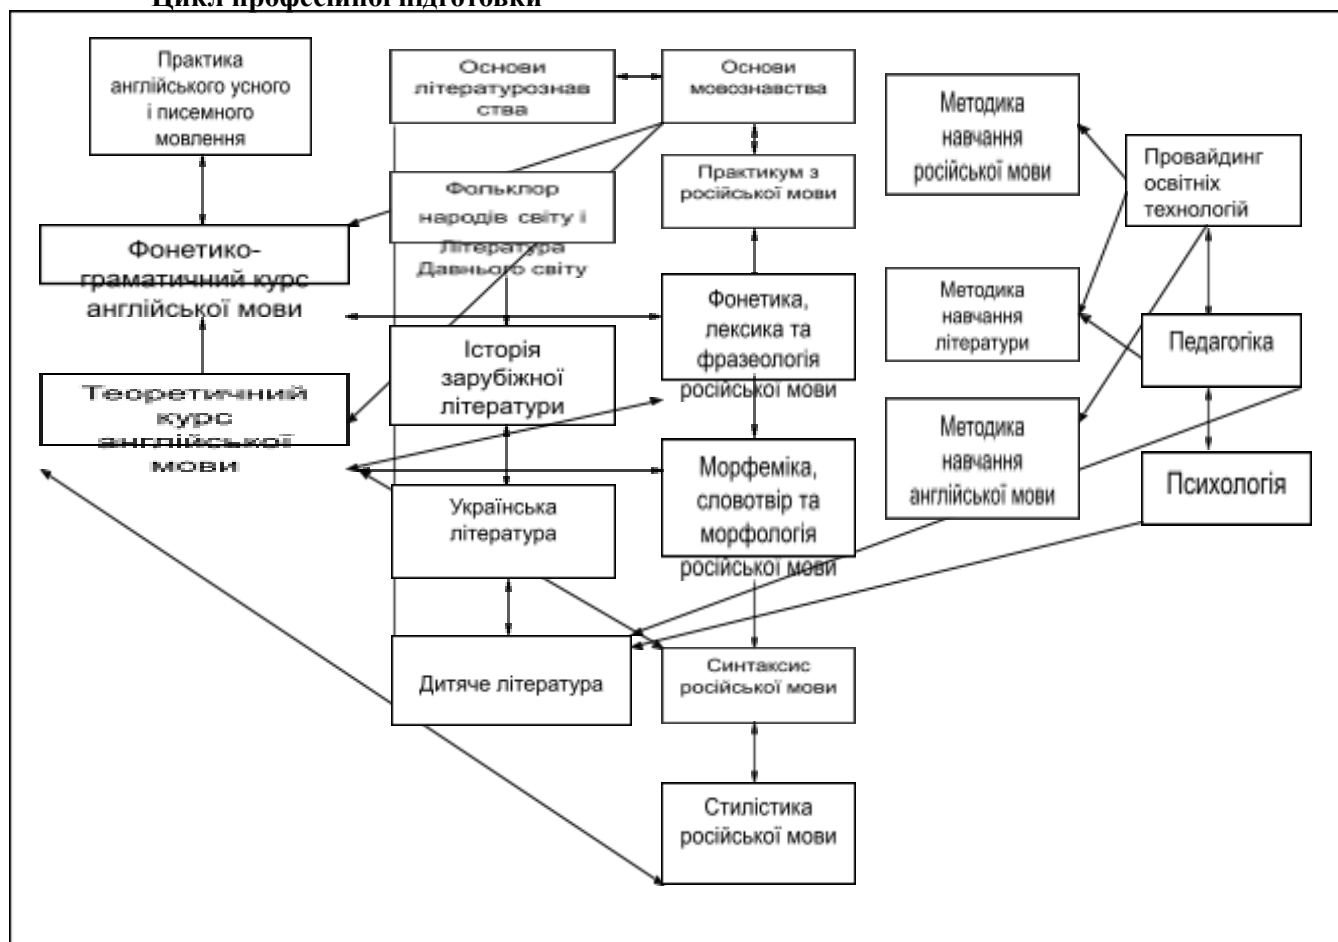 Цикл професійної підготовки
Практика
англійського усного
і писемного
мовлення
Основи
літературознав
ства
Основи
мовознавства
Методика
навчання
російської мови
Провайдинг
освітніх
технологій
Практикум з
російської мови
Фольклор
народів світу і
Література
Давнього світу
Фонетико-
граматичний курс
англійської мови
Фонетика,
лексика та
фразеологія
російської мови
Методика
навчання
літератури
Педагогіка
Історія
зарубіжної
літератури
Теоретичний
курс
англійської
мови
Методика
навчання
англійської мови
Морфеміка,
словотвір та
морфологія
російської мови
Психологія
Українська
література
Дитяче література
Синтаксис
російської мови
Стилістика
російської мови